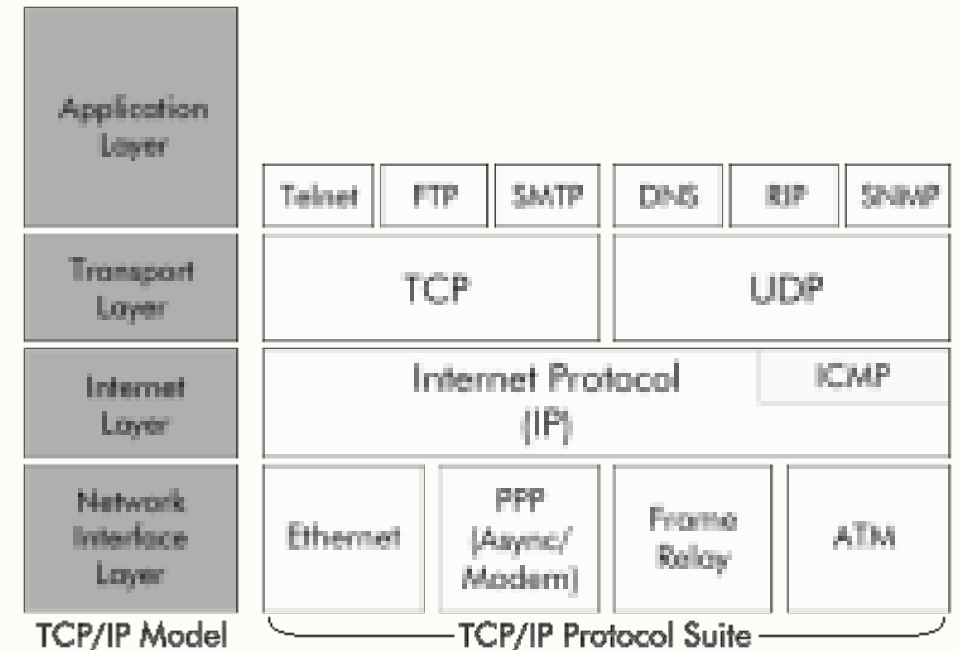 Application
Layer
Telnet
FTP
SMTP
DNS
RIP
SNMP
Transport
Layer
TCP
UDP
Internet
Layer
Internet Protocol
(IP)
ICMP
Network
Interface
Layer
Ethernet
PPP
(Async/
Modem)
Frame
Relay
ATM
TCP/IP Model
TCP/IP Protocol Suite